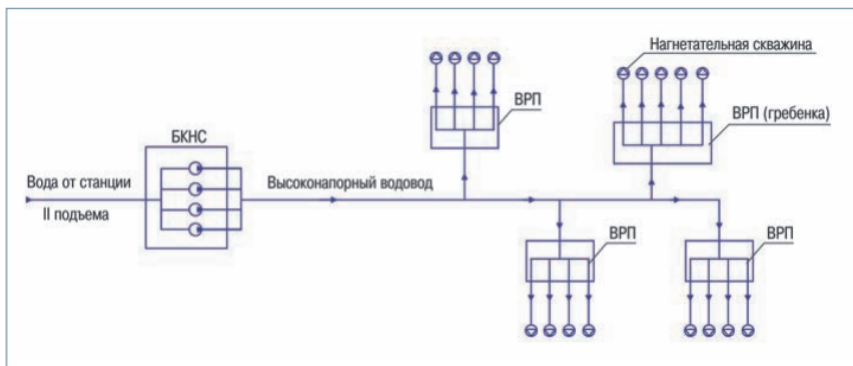 Нагнетательная скважина
ВРП
ВРП (гребенка)
БКНС
Вода от станции
II подъема
Высоконапорный водовод
ВРП
ВРП